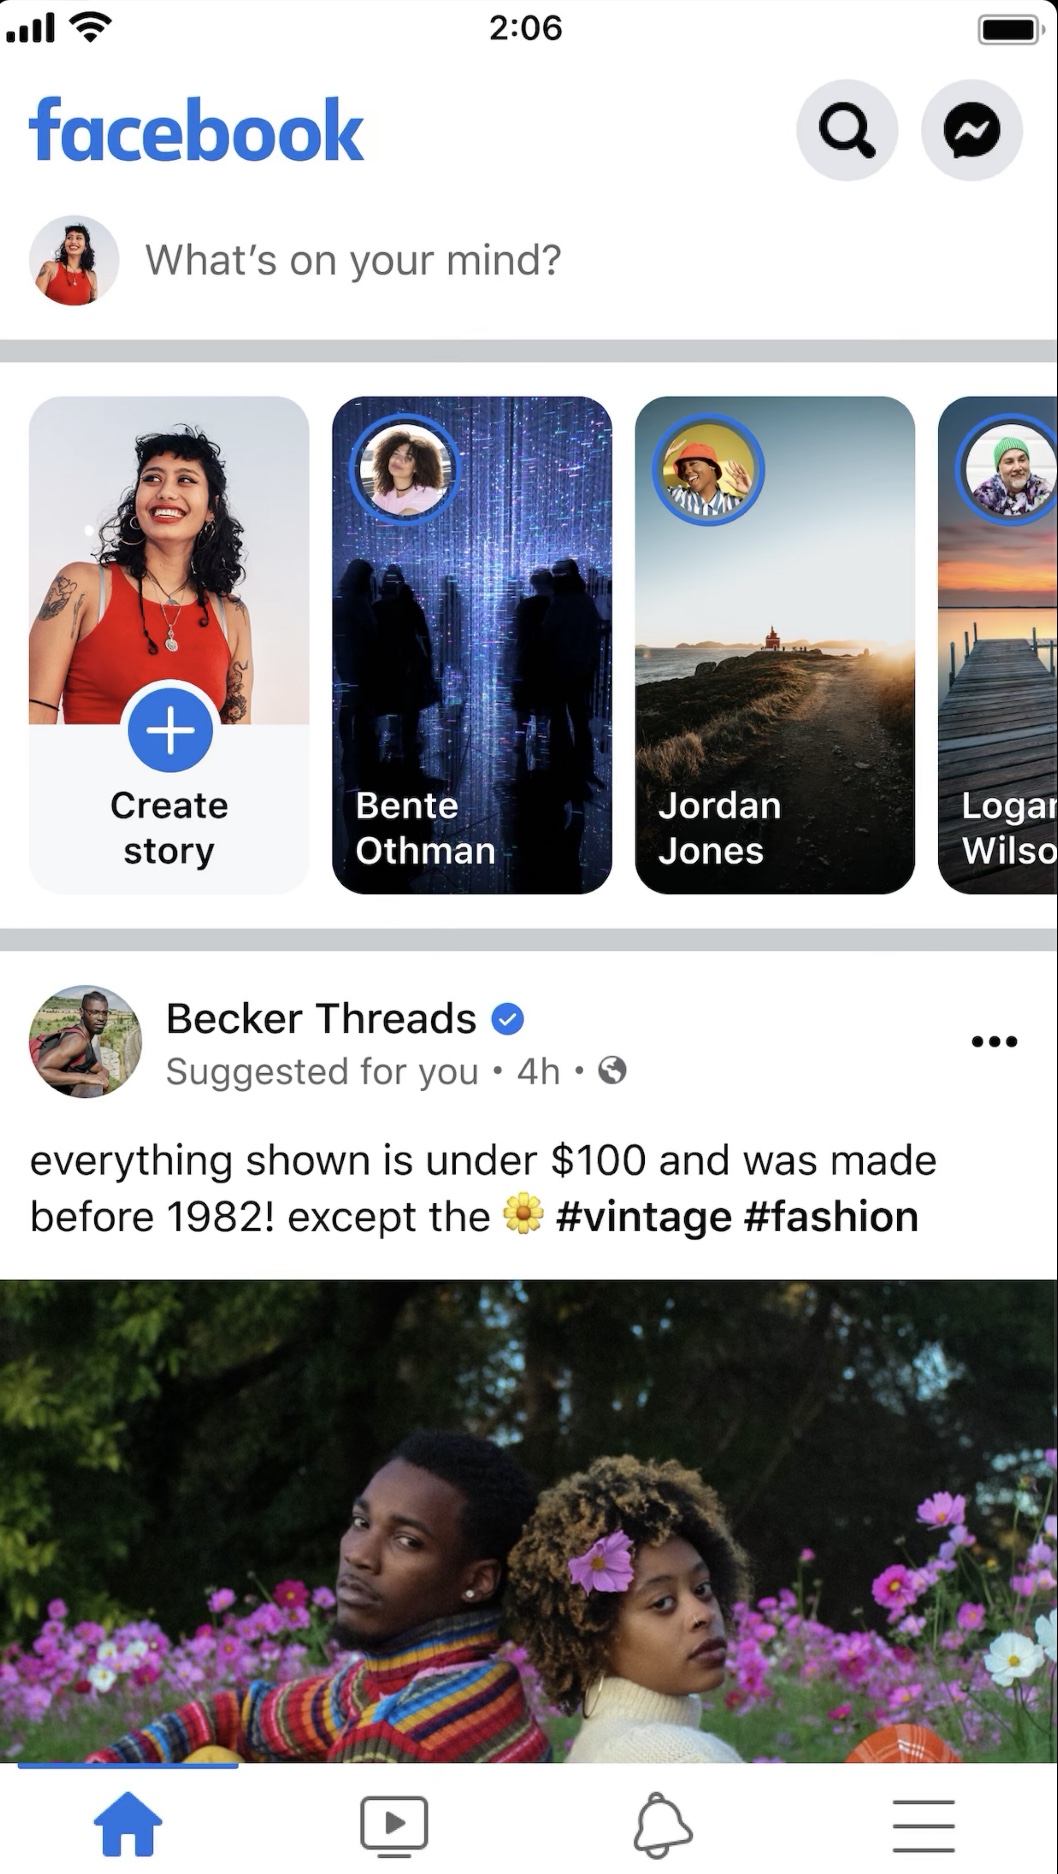 2:06
facebook
What's on your mind?
Create
story
Bente
Othman
Jordan
Jones
Logan
Wilso
Becker Threads
Suggested for you • 4h •
everything shown is under $100 and was made
before 1982! except the 🌼 #vintage #fashion